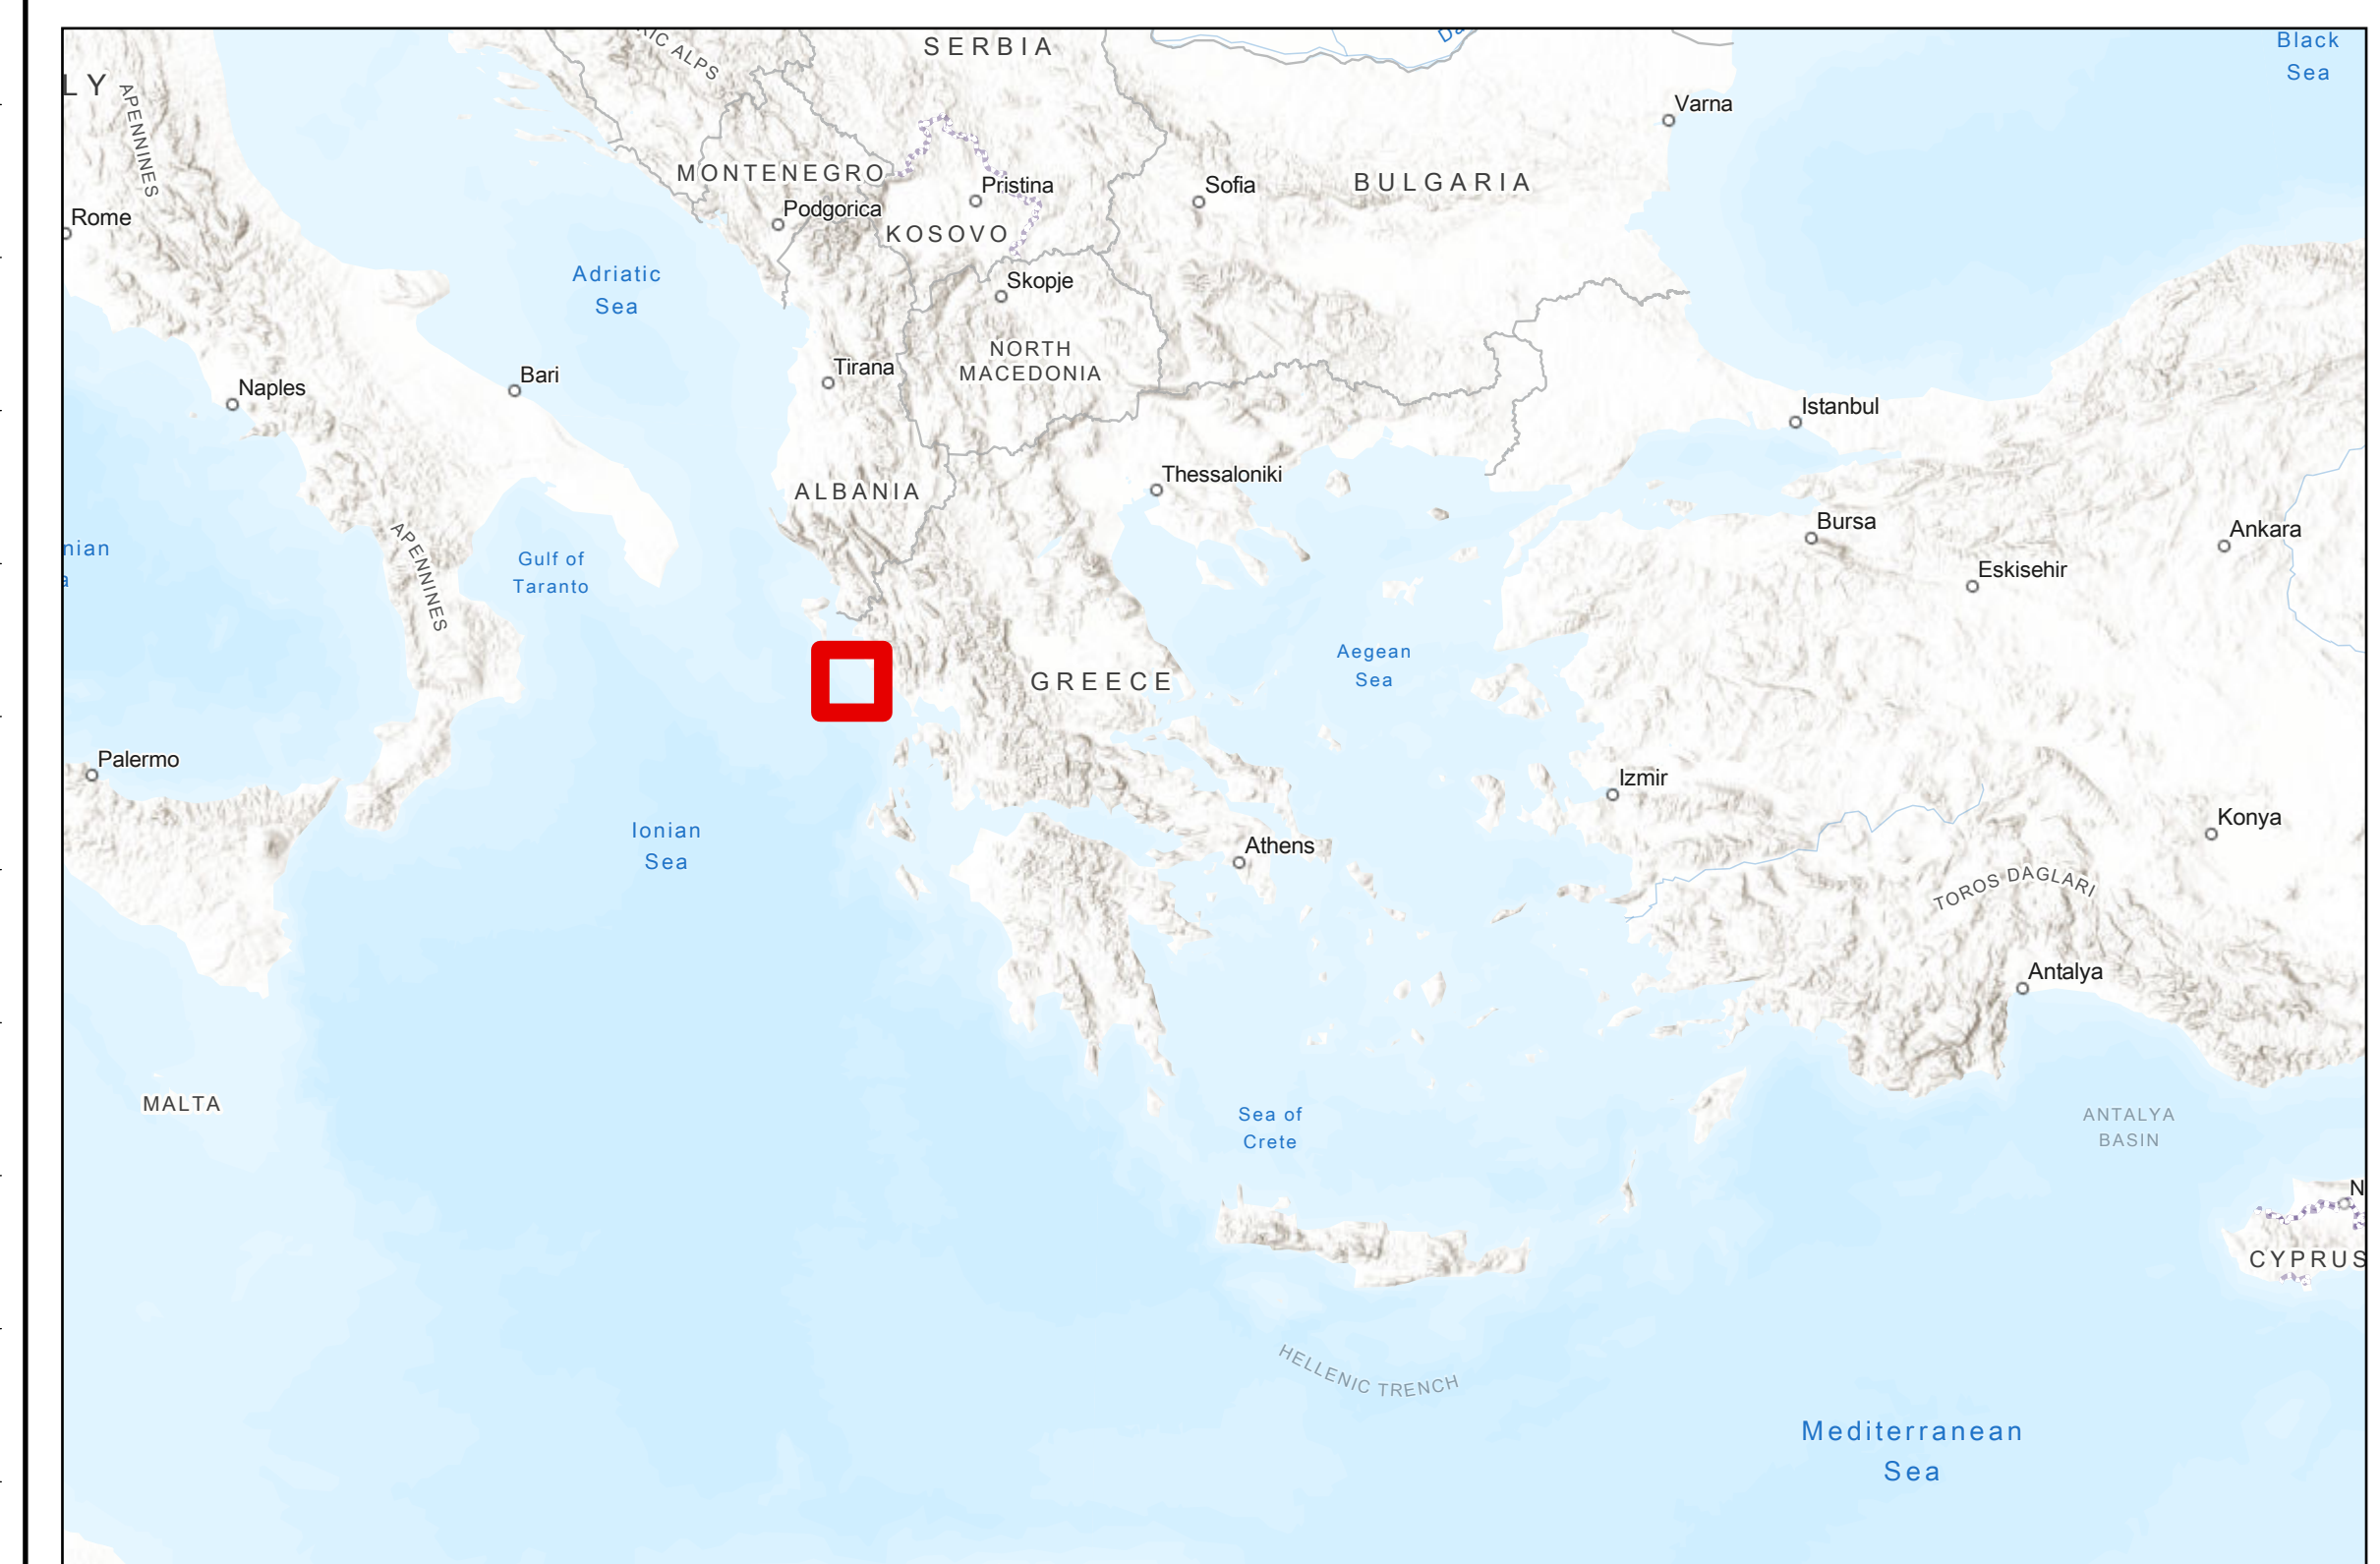 SERBIA
Black
Sea
LY
APENNINES
Varna
MONTENEGRO
Pristina
Sofia
BULGARIA
Podgorica
Rome
KOSOVO
Adriatic
Sea
Skopje
NORTH
MACEDONIA
Tirana
Bari
Naples
Istanbul
Thessaloniki
ALBANIA
Bursa
Ankara
nian
APENNINES
Gulf of
Taranto
Eskisehir
Aegean
Sea
GREECE
Palermo
Izmir
Konya
Ionian
Sea
Athens
TOROS DAGLARI
Antalya
MALTA
Sea of
Crete
ANTALYA
BASIN
N
CYPRUS
HELLENIC TRENCH
Mediterranean
Sea